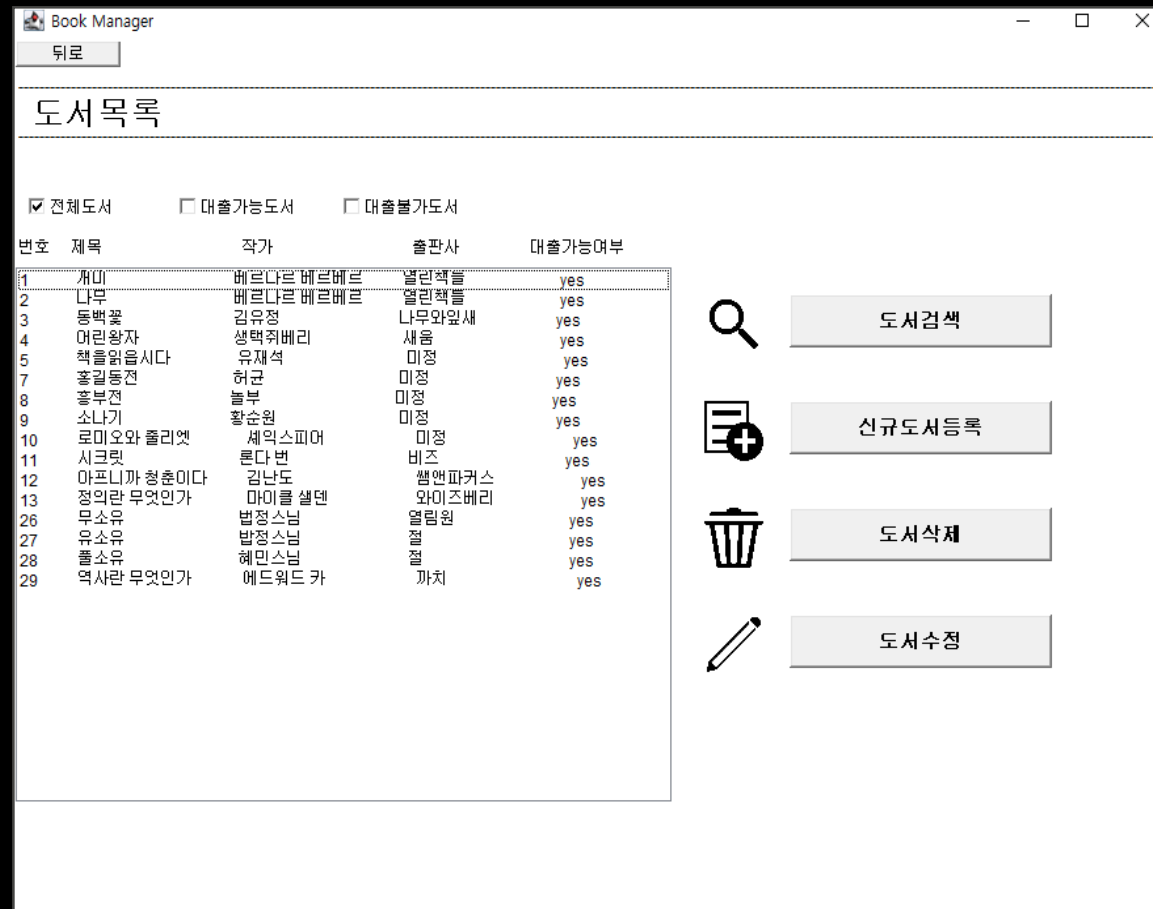 Book Manager
뒤로
도서목록
전체도서 대출가능도서 대출불가도서
번호 제목 작가 출판사 대출가능여부
1 개미 베르나르 베르베르 열린책들 yes
2 나무 베르나르 베르베르 열린책들 yes
3 동백꽃 김유정 나무와잎새 yes
4 어린왕자 생택쥐베리 새움 yes
5 책을읽읍시다 유재석 미정 yes
7 홍길동전 허균 미정 yes
8 흥부전 놀부 미정 yes
9 소나기 황순원 미정 yes
10 로미오와 줄리엣 셰익스피어 미정 yes
11 시크릿 론다 번 비즈 yes
12 아프니까 청춘이다 김난도 쌤앤파커스 yes
13 정의란 무엇인가 마이클 샐덴 와이즈베리 yes
26 무소유 법정스님 열림원 yes
27 유소유 밥정스님 절 yes
28 풀소유 혜민스님 절 yes
29 역사란 무엇인가 에드워드 카 까치 yes
도서검색
신규도서등록
도서삭제
도서수정